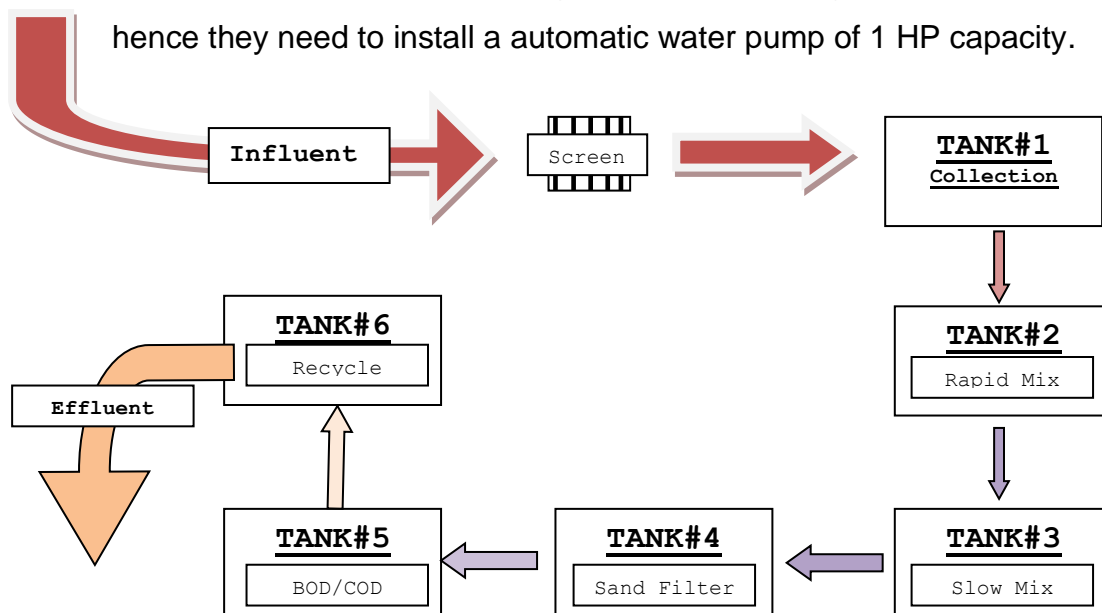 hence they need to install a automatic water pump of 1 HP capacity.
Influent
Screen
TANK#1
Collection
TANK#2
Rapid Mix
TANK#3
Slow Mix
TANK#4
Sand Filter
TANK#5
BOD/COD
TANK#6
Recycle
Effluent